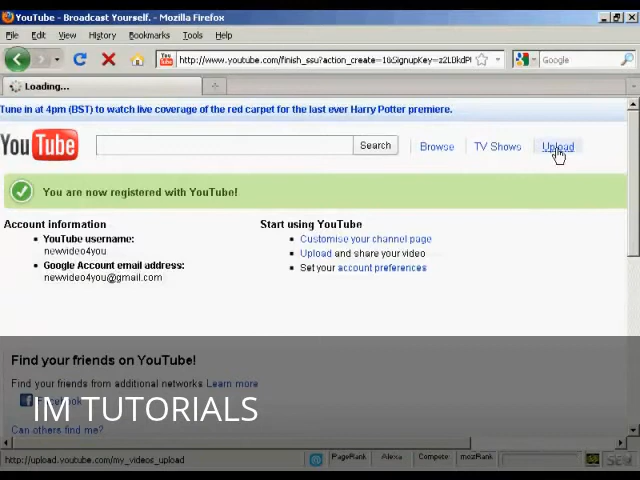 YouTube - Broadcast Yourself. - Mozilla Firefox
File Edit View History Bookmarks Tools Help
Google
Loading...
Tune in at 4pm (BST) to watch live coverage of the red carpet for the last ever Harry Potter premiere.
YouTube Search Browse TV Shows Upload
You are now registered with YouTube!
Account information
YouTube username:
newvideo4you
Google Account email address:
newvideo4you@gmail.com
Start using YouTube
Customise your channel page
Upload and share your video
Set your account preferences
Find your friends on YouTube!
Find your friends from additional networks Learn more
Facebook
IM TUTORIALS
Can others find me?
http://upload.youtube.com/my_videos_upload
PageRank Alexa Compete mozRank